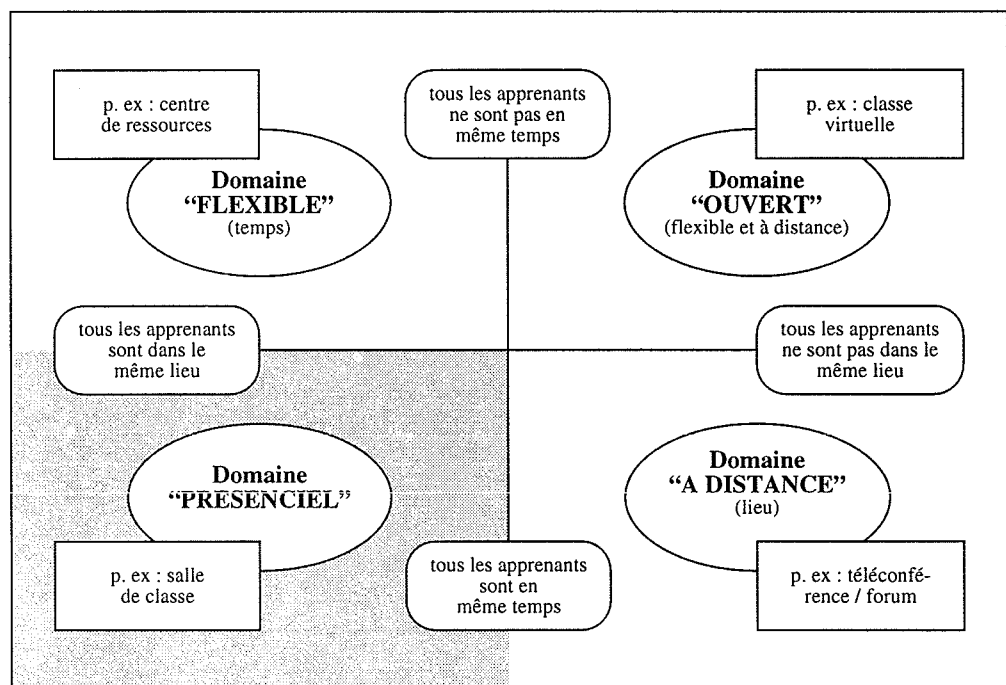 p. ex : centre
de ressources
tous les apprenants
ne sont pas en
même temps
p. ex : classe
virtuelle
Domaine
“FLEXIBLE”
(temps)
Domaine
“OUVERT”
(flexible et à distance)
tous les apprenants
sont dans le
même lieu
tous les apprenants
ne sont pas dans le
même lieu
Domaine
“PRESENCIEL”
Domaine
“A DISTANCE”
(lieu)
p. ex : salle
de classe
tous les apprenants
sont en
même temps
p. ex : téléconfé-
rence / forum